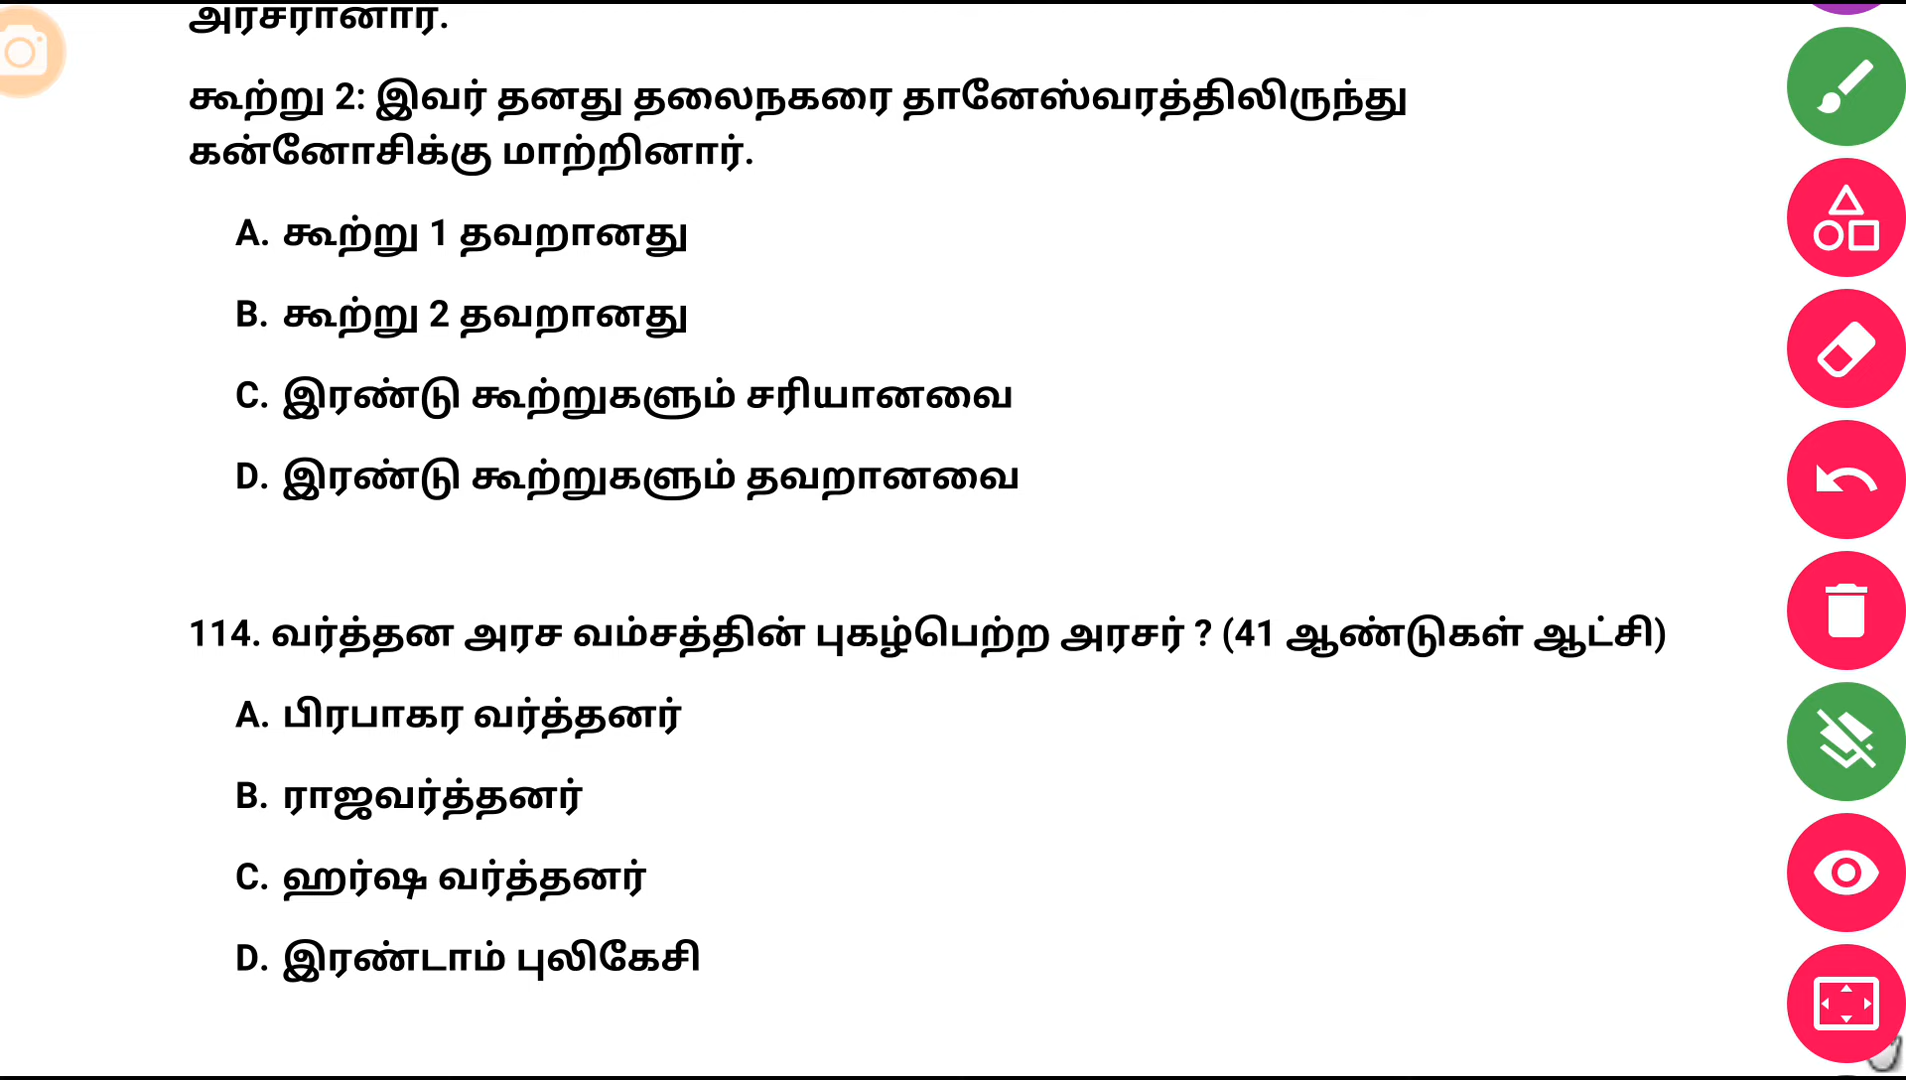 அரசரானார்.
கூற்று 2: இவர் தனது தலைநகரை தானேஸ்வரத்திலிருந்து
கன்னோசிக்கு மாற்றினார்.
A. கூற்று 1 தவறானது
B. கூற்று 2 தவறானது
C. இரண்டு கூற்றுகளும் சரியானவை
D. இரண்டு கூற்றுகளும் தவறானவை
114. வர்த்தன அரச வம்சத்தின் புகழ்பெற்ற அரசர் ? (41 ஆண்டுகள் ஆட்சி)
A. பிரபாகர வர்த்தனர்
B. ராஜவர்த்தனர்
C. ஹர்ஷ வர்த்தனர்
D. இரண்டாம் புலிகேசி